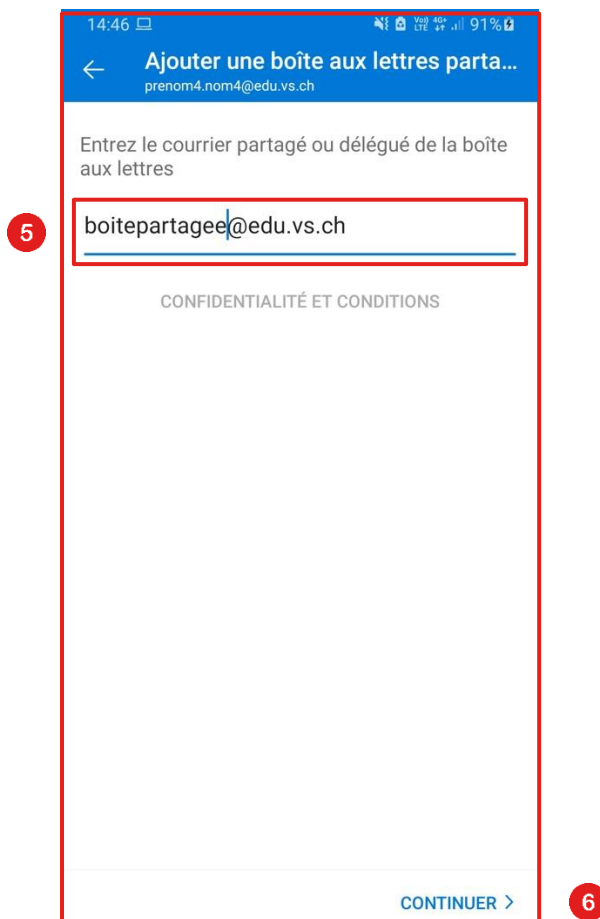 14:46 91%
Ajouter une boîte aux lettres parta...
prenom4.nom4@edu.vs.ch
Entrez le courrier partagé ou délégué de la boîte
aux lettres
5
boitepartagee@edu.vs.ch
CONFIDENTIALITÉ ET CONDITIONS
CONTINUER >
6